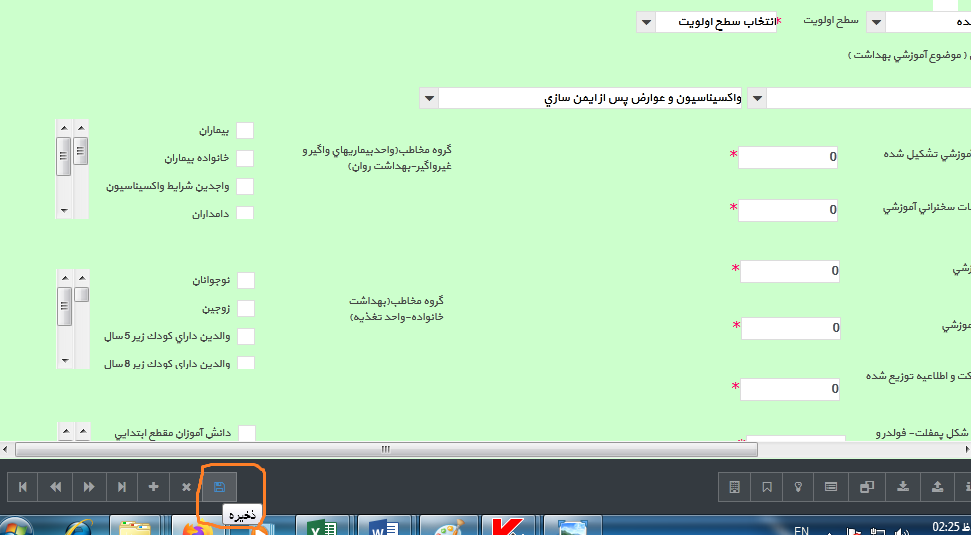 ده
سطح اولويت
*انتخاب سطح اولويت
( موضوع آموزشي بهداشت )
واكسيناسيون و عوارض پس از ايمن سازي
موزشي تشكيل شده
* 0
گروه مخاطب(واحدبيماريهاي واگير و
غيرواگير-بهداشت روان)
بيماران
خانواده بيماران
واجدين شرايط واكسيناسيون
دامداران
ات سخنراني آموزشي
* 0
زشي
* 0
گروه مخاطب(بهداشت
خانواده-واحد تغذيه)
نوجوانان
زوجين
والدين داراي كودك زير 5 سال
والدين داراي كودك زير 8 سال
موزشي
* 0
كت و اطلاعيه توزيع شده
* 0
شكل پمفلت- فولدر و
*
دانش آموزان مقطع ابتدايي
ذخيره
EN
02:25 ظ